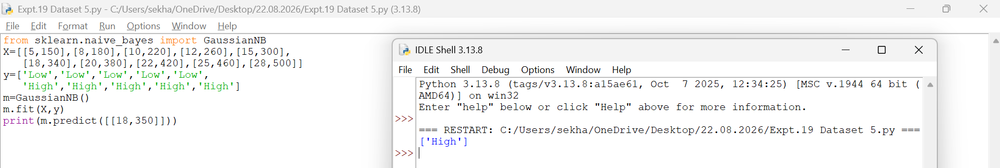 Expt.19 Dataset 5.py - C:/Users/sekha/OneDrive/Desktop/22.08.2026/Expt.19 Dataset 5.py (3.13.8)
File Edit Format Run Options Window Help
from sklearn.naive_bayes import GaussianNB
X=[[5,150],[8,180],[10,220],[12,260],[15,300],
   [18,340],[20,380],[22,420],[25,460],[28,500]]
y=['Low','Low','Low','Low','Low',
   'High','High','High','High','High']
m=GaussianNB()
m.fit(X,y)
print(m.predict([[18,350]]))
IDLE Shell 3.13.8
File Edit Shell Debug Options Window Help
Python 3.13.8 (tags/v3.13.8:a15ae61, Oct  7 2025, 12:34:25) [MSC v.1944 64 bit (
AMD64)] on win32
Enter "help" below or click "Help" above for more information.
>>>
=== RESTART: C:/Users/sekha/OneDrive/Desktop/22.08.2026/Expt.19 Dataset 5.py ===
['High']
>>>